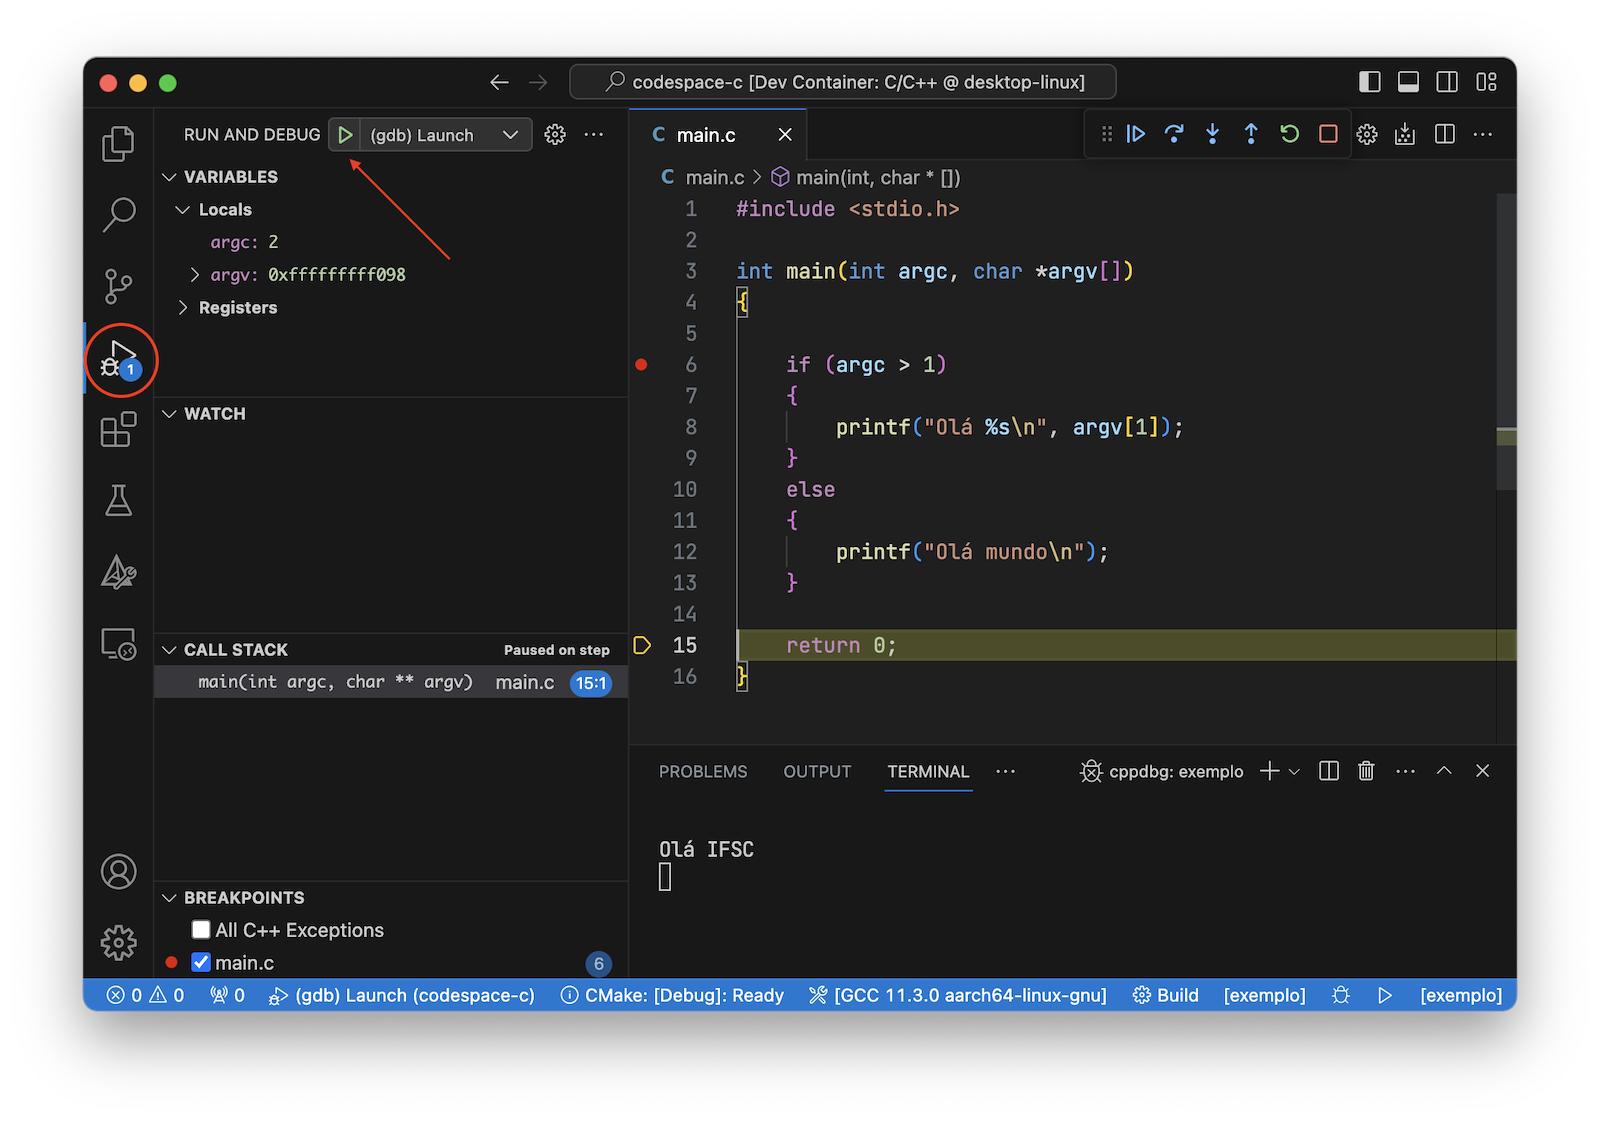 codespace-c [Dev Container: C/C++ @ desktop-linux]
RUN AND DEBUG
(gdb) Launch
VARIABLES
Locals
argc: 2
argv: 0xfffffffff098
Registers
1
WATCH
CALL STACK
Paused on step
main(int argc, char ** argv) main.c 15:1
BREAKPOINTS
All C++ Exceptions
main.c 6
C main.c
C main.c > main(int, char * [])
1 #include <stdio.h>
2
3 int main(int argc, char *argv[])
4 {
5
6 if (argc > 1)
7 {
8 printf("Olá %s\n", argv[1]);
9 }
10 else
11 {
12 printf("Olá mundo\n");
13 }
14
15 return 0;
16 }
PROBLEMS OUTPUT TERMINAL
cppdbg: exemplo
Olá IFSC
0 0 0 (gdb) Launch (codespace-c) CMake: [Debug]: Ready [GCC 11.3.0 aarch64-linux-gnu] Build [exemplo] [exemplo]